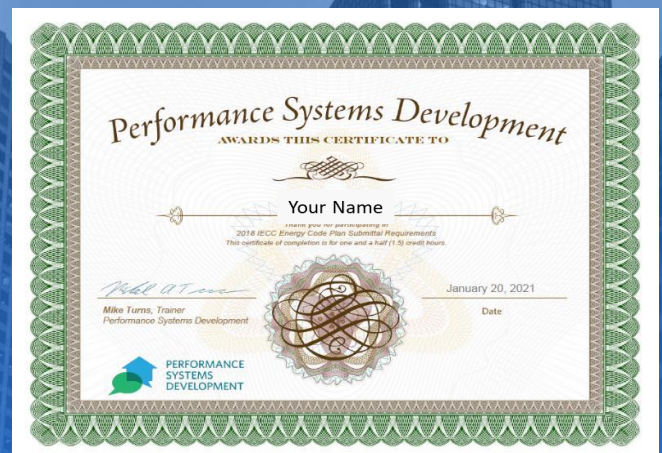 Performance Systems Development
AWARDS THIS CERTIFICATE TO
Your Name
Thank you for participating in
2018 IECC Energy Code Plan Submittal Requirements
This certificate of completion is for one and a half (1.5) credit hours.
January 20, 2021
Mike Turns, Trainer
Date
Performance Systems Development
PERFORMANCE
SYSTEMS
DEVELOPMENT